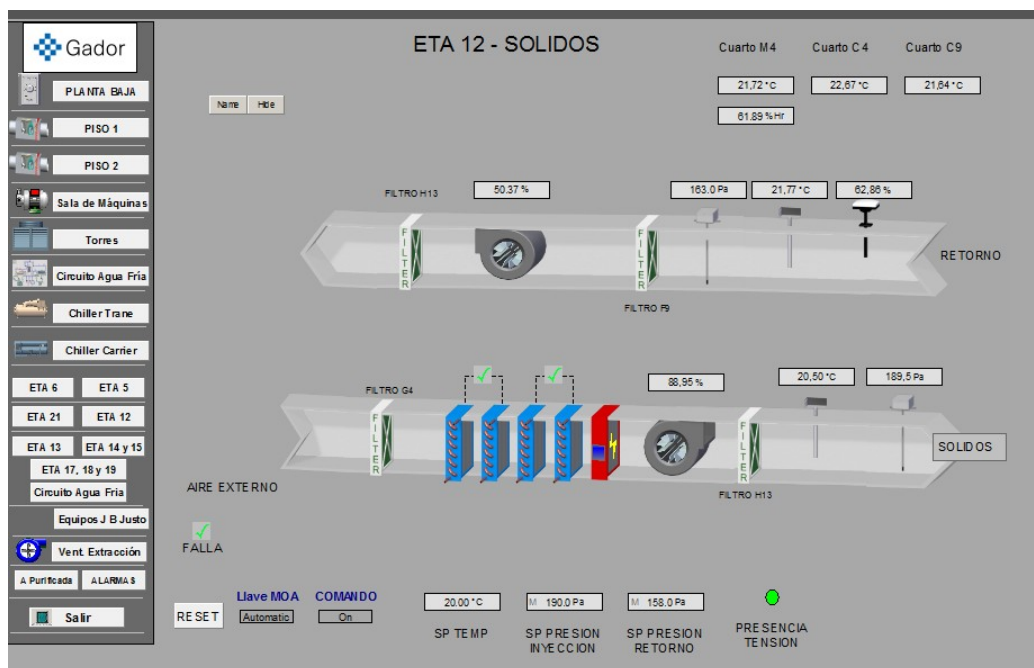 Gador
PLANTA BAJA
PISO 1
PISO 2
Sala de Máquinas
Torres
Circuito Agua Fría
Chiller Trane
Chiller Carrier
ETA 6 ETA 5
ETA 21 ETA 12
ETA 13 ETA 14 y 15
ETA 17, 18 y 19
Circuito Agua Fria
Equipos J B Justo
Vent. Extracción
A Purificada ALARMAS
Salir
ETA 12 - SOLIDOS
Cuarto M4 Cuarto C4 Cuarto C9
21,72 °C 22,67 °C 21,64 °C
61.89 %Hr
Name Hide
FILTRO H13 50.37 % 163.0 Pa 21,77 °C 62,86 %
FILTER FILTER
RETORNO
FILTRO F9
FILTRO G4 88,95 % 20,50 °C 189,5 Pa
FILTER FILTER
SOLIDOS
AIRE EXTERNO
FILTRO H13
FALLA
RESET
Llave MOA COMANDO
Automatic On
20.00 °C M 190.0 Pa M 158.0 Pa
SP TEMP SP PRESION INYECCION SP PRESION RETORNO PRESENCIA TENSION